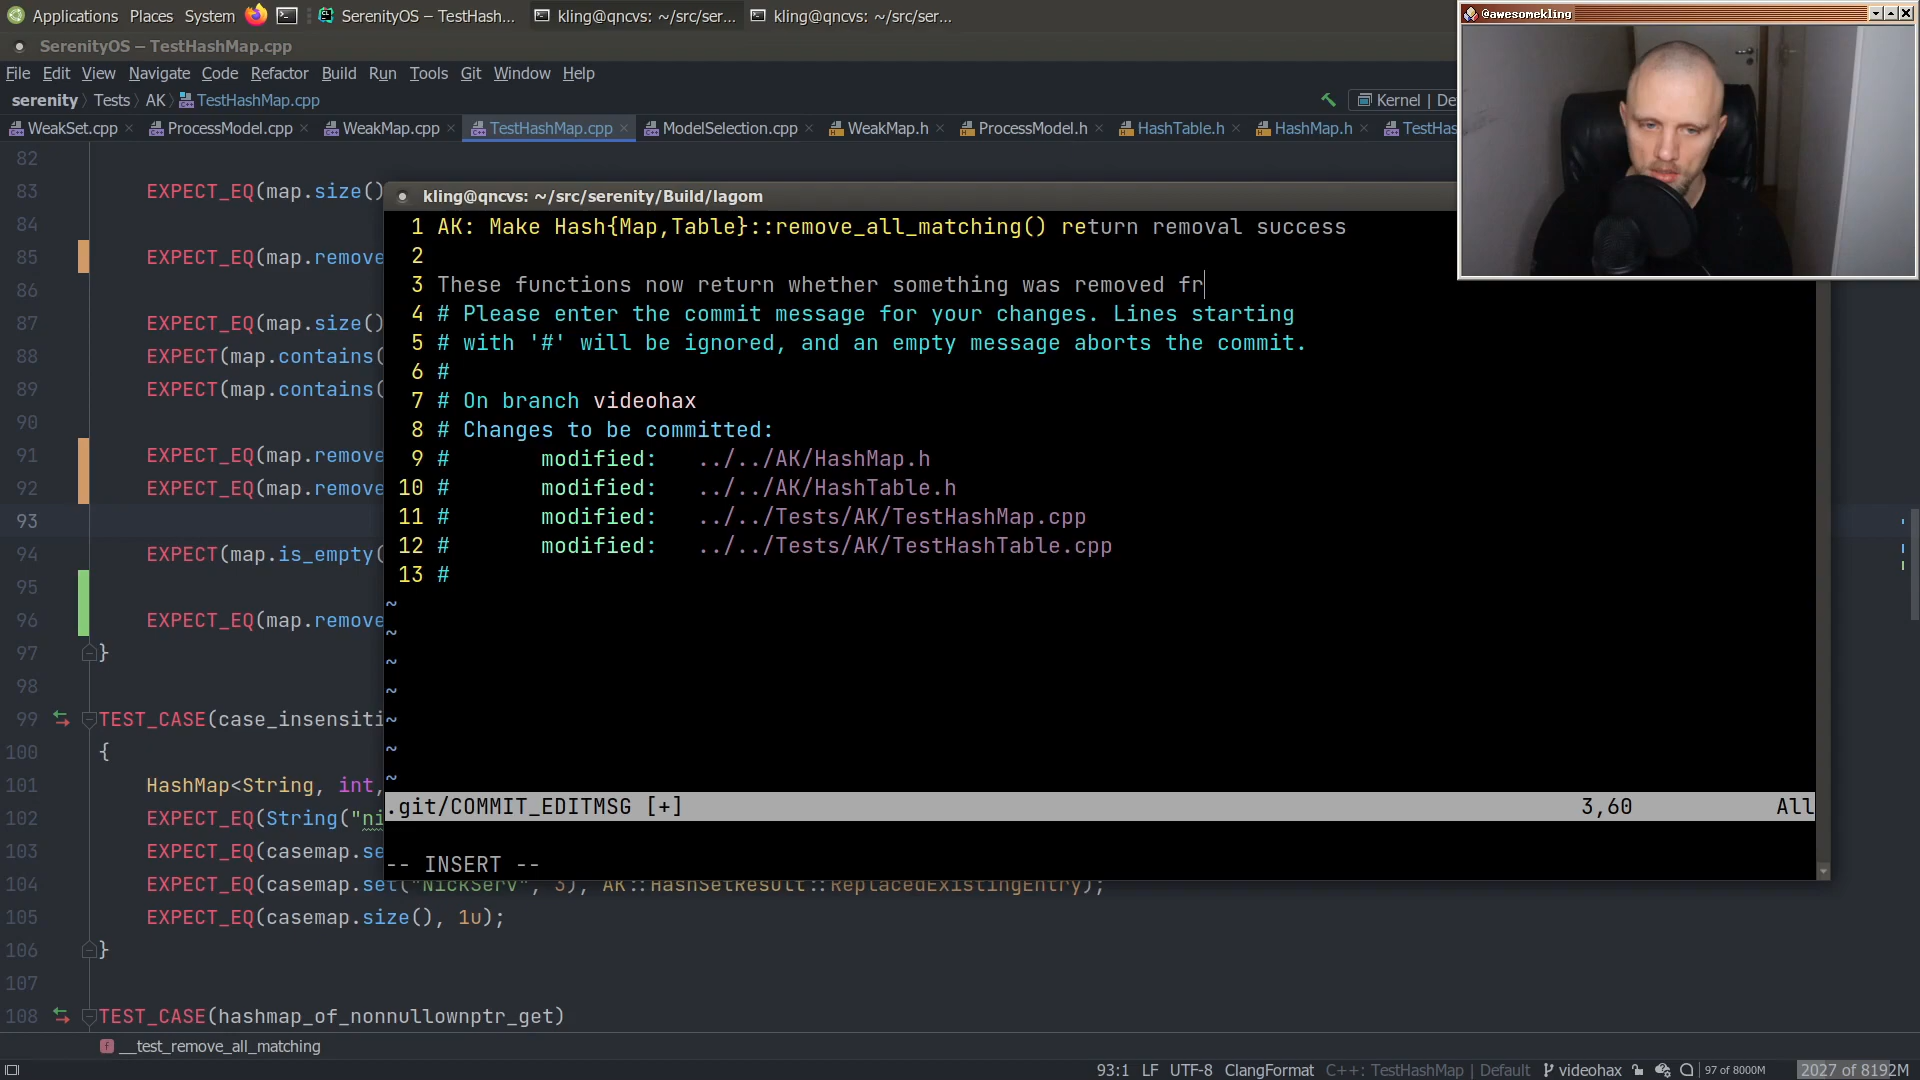 Applications Places System SerenityOS – TestHash... kling@qncvs: ~/src/ser... kling@qncvs: ~/src/ser...
@awesomekling
SerenityOS – TestHashMap.cpp
File Edit View Navigate Code Refactor Build Run Tools Git Window Help
serenity Tests AK TestHashMap.cpp Kernel | De
WeakSet.cpp ProcessModel.cpp WeakMap.cpp TestHashMap.cpp ModelSelection.cpp WeakMap.h ProcessModel.h HashTable.h HashMap.h TestHas
82
83 EXPECT_EQ(map.size()
84
85 EXPECT_EQ(map.remove
86
87 EXPECT_EQ(map.size()
88 EXPECT(map.contains(
89 EXPECT(map.contains(
90
91 EXPECT_EQ(map.remove
92 EXPECT_EQ(map.remove
93
94 EXPECT(map.is_empty(
95
96 EXPECT_EQ(map.remove
97 }
98
99 TEST_CASE(case_insensiti
100 {
101 HashMap<String, int,
102 EXPECT_EQ(String("ni
103 EXPECT_EQ(casemap.se
104 EXPECT_EQ(casemap.set("NickServ", 3), AK::HashSetResult::ReplacedExistingEntry);
105 EXPECT_EQ(casemap.size(), 1u);
106 }
107
108 TEST_CASE(hashmap_of_nonnullownptr_get)
kling@qncvs: ~/src/serenity/Build/lagom
1 AK: Make Hash{Map,Table}::remove_all_matching() return removal success
2
3 These functions now return whether something was removed fr
4 # Please enter the commit message for your changes. Lines starting
5 # with '#' will be ignored, and an empty message aborts the commit.
6 #
7 # On branch videohax
8 # Changes to be committed:
9 # modified: ../../AK/HashMap.h
10 # modified: ../../AK/HashTable.h
11 # modified: ../../Tests/AK/TestHashMap.cpp
12 # modified: ../../Tests/AK/TestHashTable.cpp
13 #
~
~
~
~
~
~
~
.git/COMMIT_EDITMSG [+] 3,60 All
-- INSERT --
f __test_remove_all_matching
93:1 LF UTF-8 ClangFormat C++: TestHashMap | Default videohax 97 of 8000M 2027 of 8192M